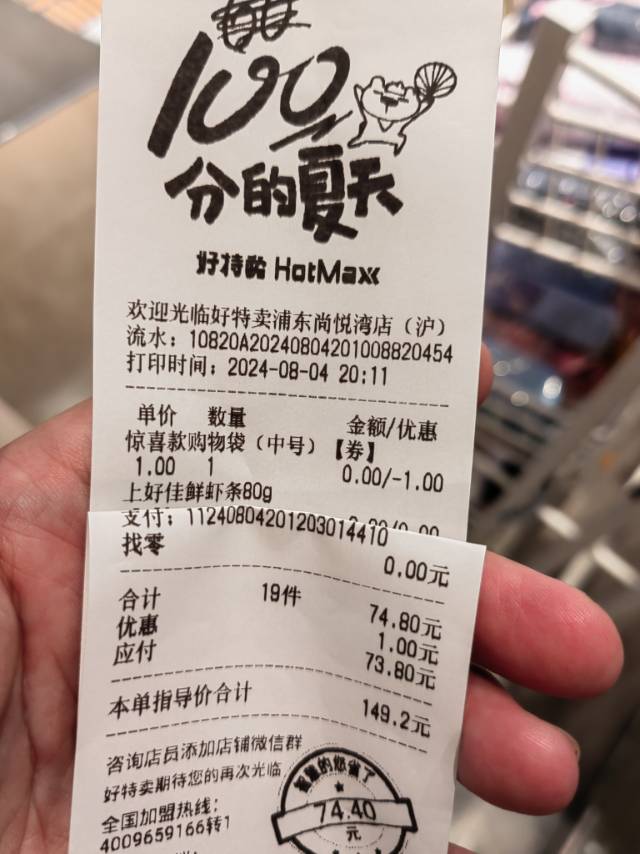 100
分的夏天
好特卖 HotMaxx
欢迎光临好特卖浦东尚悦湾店（沪）
流水：10820A20240804201008820454
打印时间：2024-08-04 20:11
单价 数量 金额/优惠
惊喜款购物袋（中号）【券】
1.00 1 0.00/-1.00
上好佳鲜虾条80g
支付：1124080420120301441​0
找零 0.00元
合计 19件 74.80元
优惠 1.00元
应付 73.80元
本单指导价合计 149.2元
咨询店员添加店铺微信群
好特卖期待您的再次光临
全国加盟热线：
4009659166转1
智慧的您省了
74.40
元